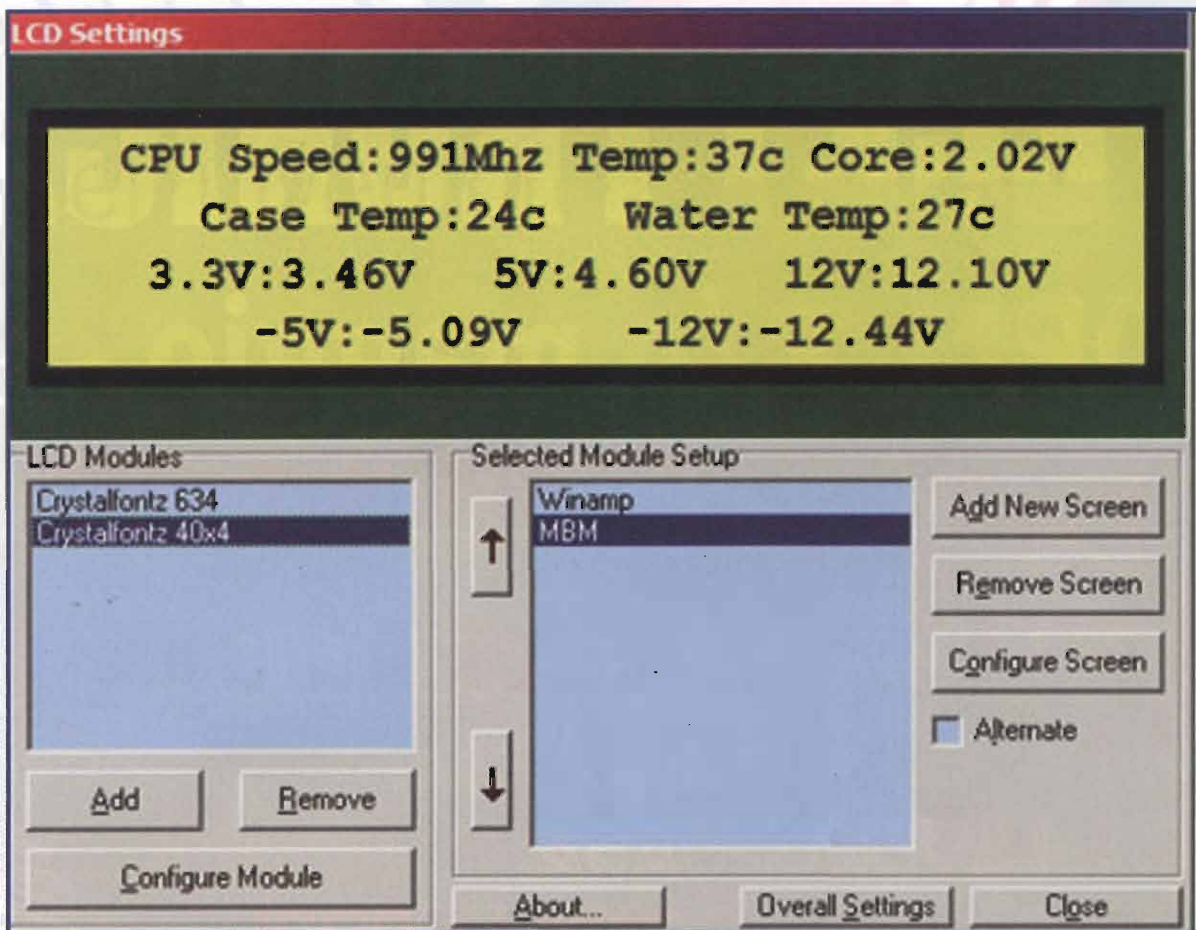 LCD Settings
CPU Speed:991Mhz Temp:37c Core:2.02V
Case Temp:24c Water Temp:27c
3.3V:3.46V 5V:4.60V 12V:12.10V
-5V:-5.09V -12V:-12.44V
LCD Modules
Crystalfontz 634
Crystalfontz 40x4
Add
Remove
Configure Module
Selected Module Setup
Winamp
MBM
Add New Screen
Remove Screen
Configure Screen
Alternate
About...
Overall Settings
Close